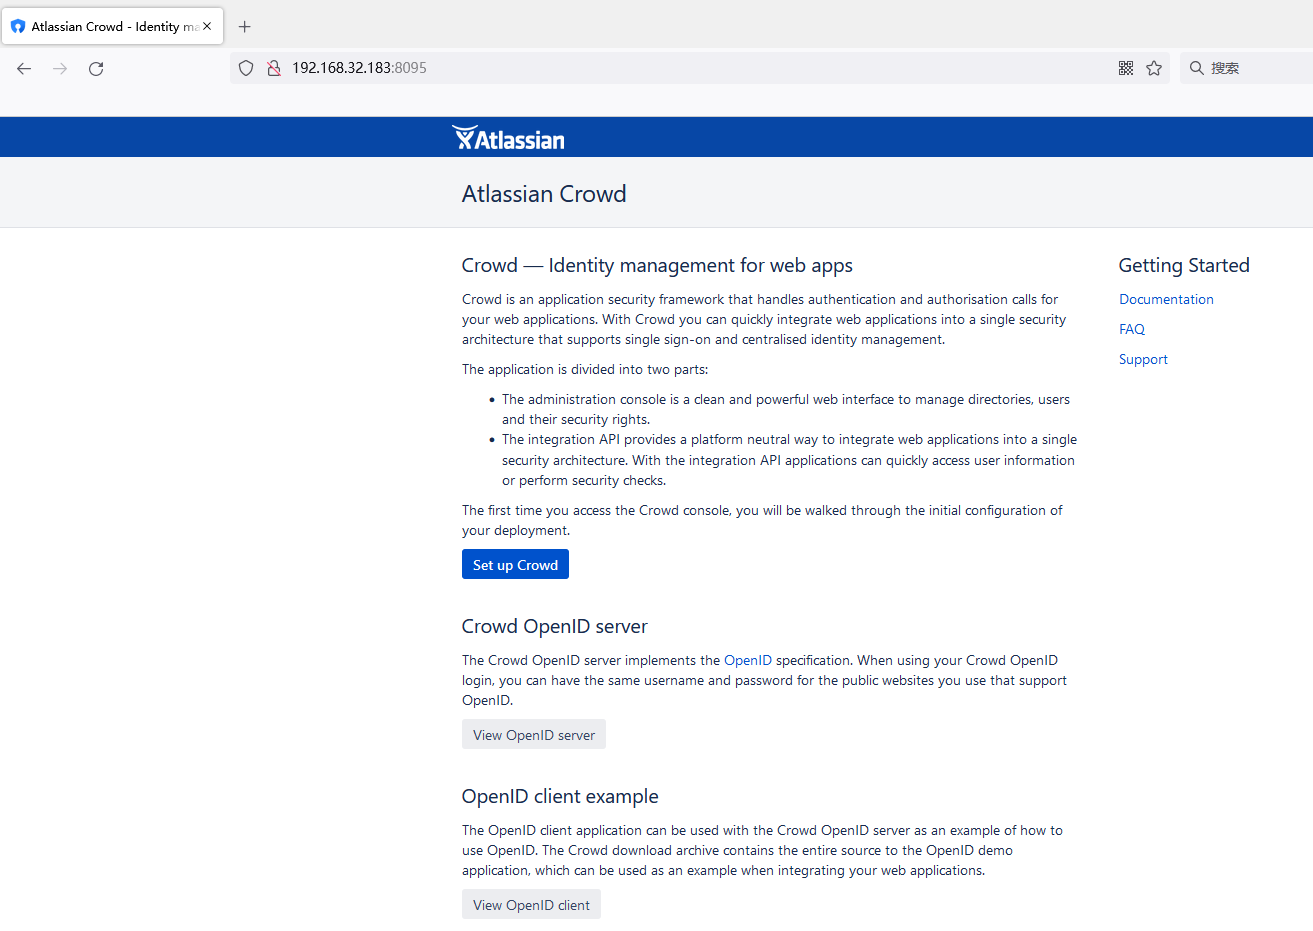 Atlassian Crowd - Identity ma
192.168.32.183:8095
搜索
Atlassian
Atlassian Crowd
Crowd — Identity management for web apps
Crowd is an application security framework that handles authentication and authorisation calls for
your web applications. With Crowd you can quickly integrate web applications into a single security
architecture that supports single sign-on and centralised identity management.
The application is divided into two parts:
• The administration console is a clean and powerful web interface to manage directories, users
and their security rights.
• The integration API provides a platform neutral way to integrate web applications into a single
security architecture. With the integration API applications can quickly access user information
or perform security checks.
The first time you access the Crowd console, you will be walked through the initial configuration of
your deployment.
Set up Crowd
Crowd OpenID server
The Crowd OpenID server implements the OpenID specification. When using your Crowd OpenID
login, you can have the same username and password for the public websites you use that support
OpenID.
View OpenID server
OpenID client example
The OpenID client application can be used with the Crowd OpenID server as an example of how to
use OpenID. The Crowd download archive contains the entire source to the OpenID demo
application, which can be used as an example when integrating your web applications.
View OpenID client
Getting Started
Documentation
FAQ
Support